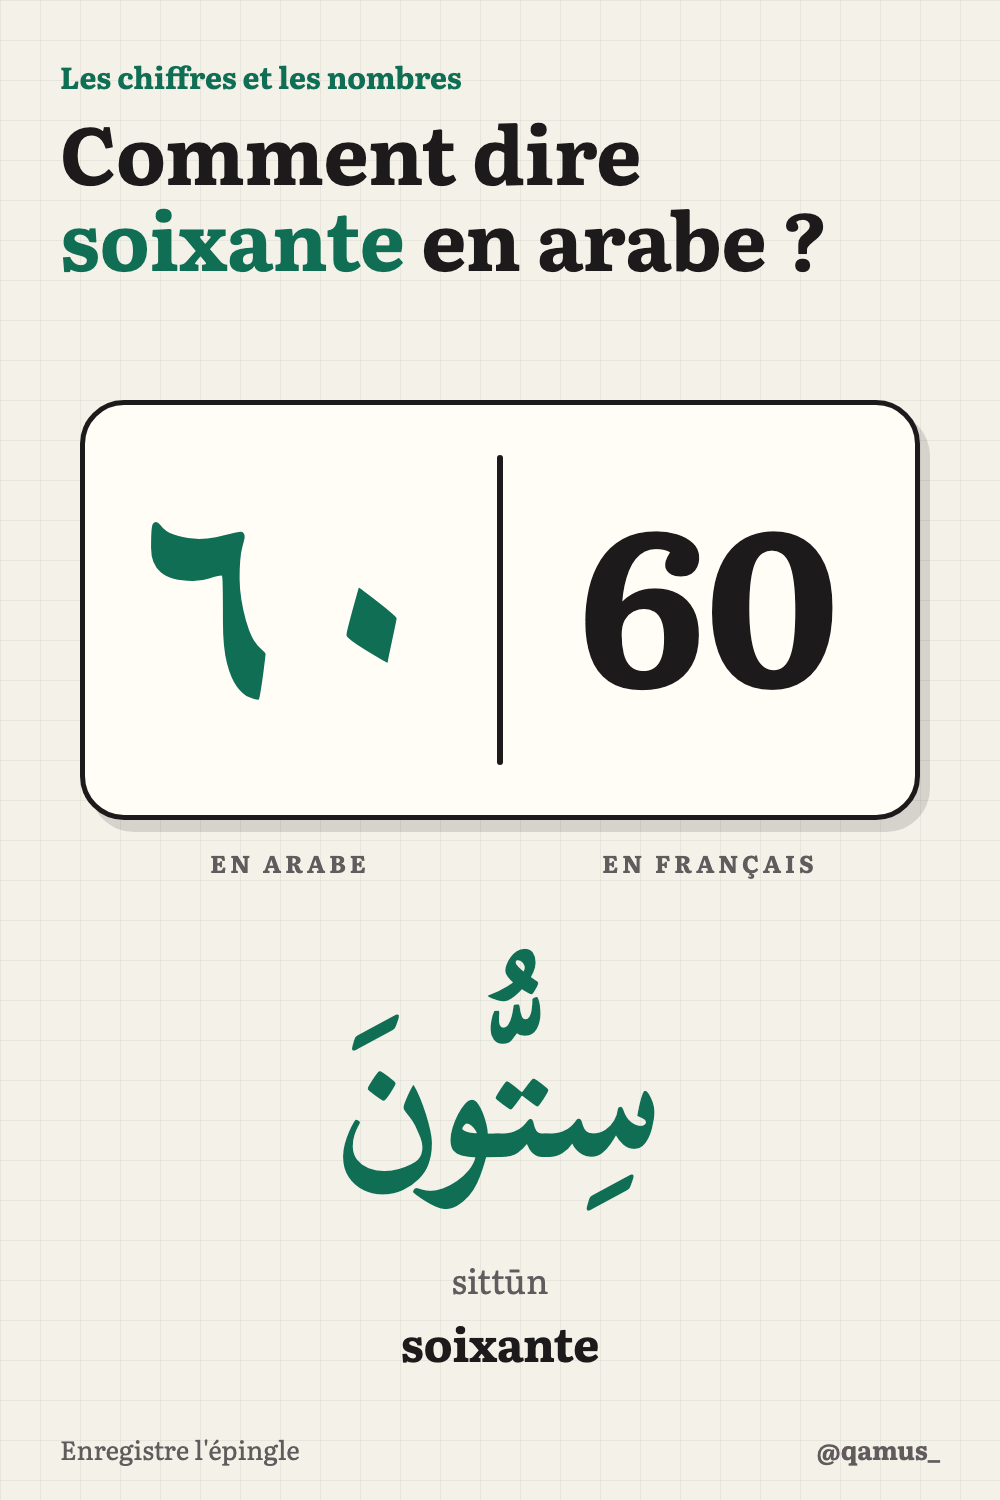 Les chiffres et les nombres
Comment dire
soixante en arabe ?
٦٠
60
EN ARABE
EN FRANÇAIS
سِتُّونَ
sittūn
soixante
Enregistre l'épingle
@qamus_